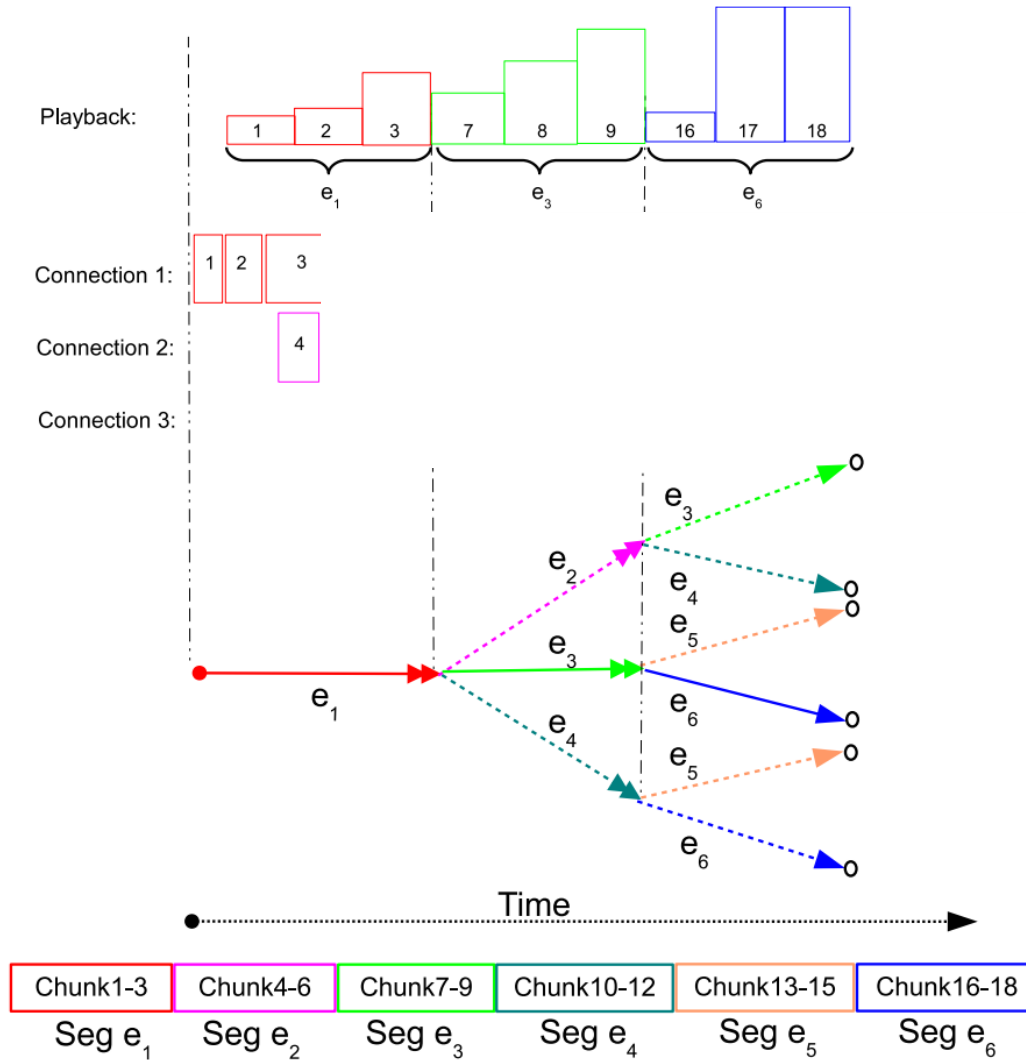 Playback:
1 2 3 7 8 9 16 17 18
e1 e3 e6
Connection 1: 1 2 3
Connection 2: 4
Connection 3:
e3
e2
e4
e5
e3
e1
e6
e4
e5
e6
Time
Chunk1-3 Chunk4-6 Chunk7-9 Chunk10-12 Chunk13-15 Chunk16-18
Seg e1 Seg e2 Seg e3 Seg e4 Seg e5 Seg e6